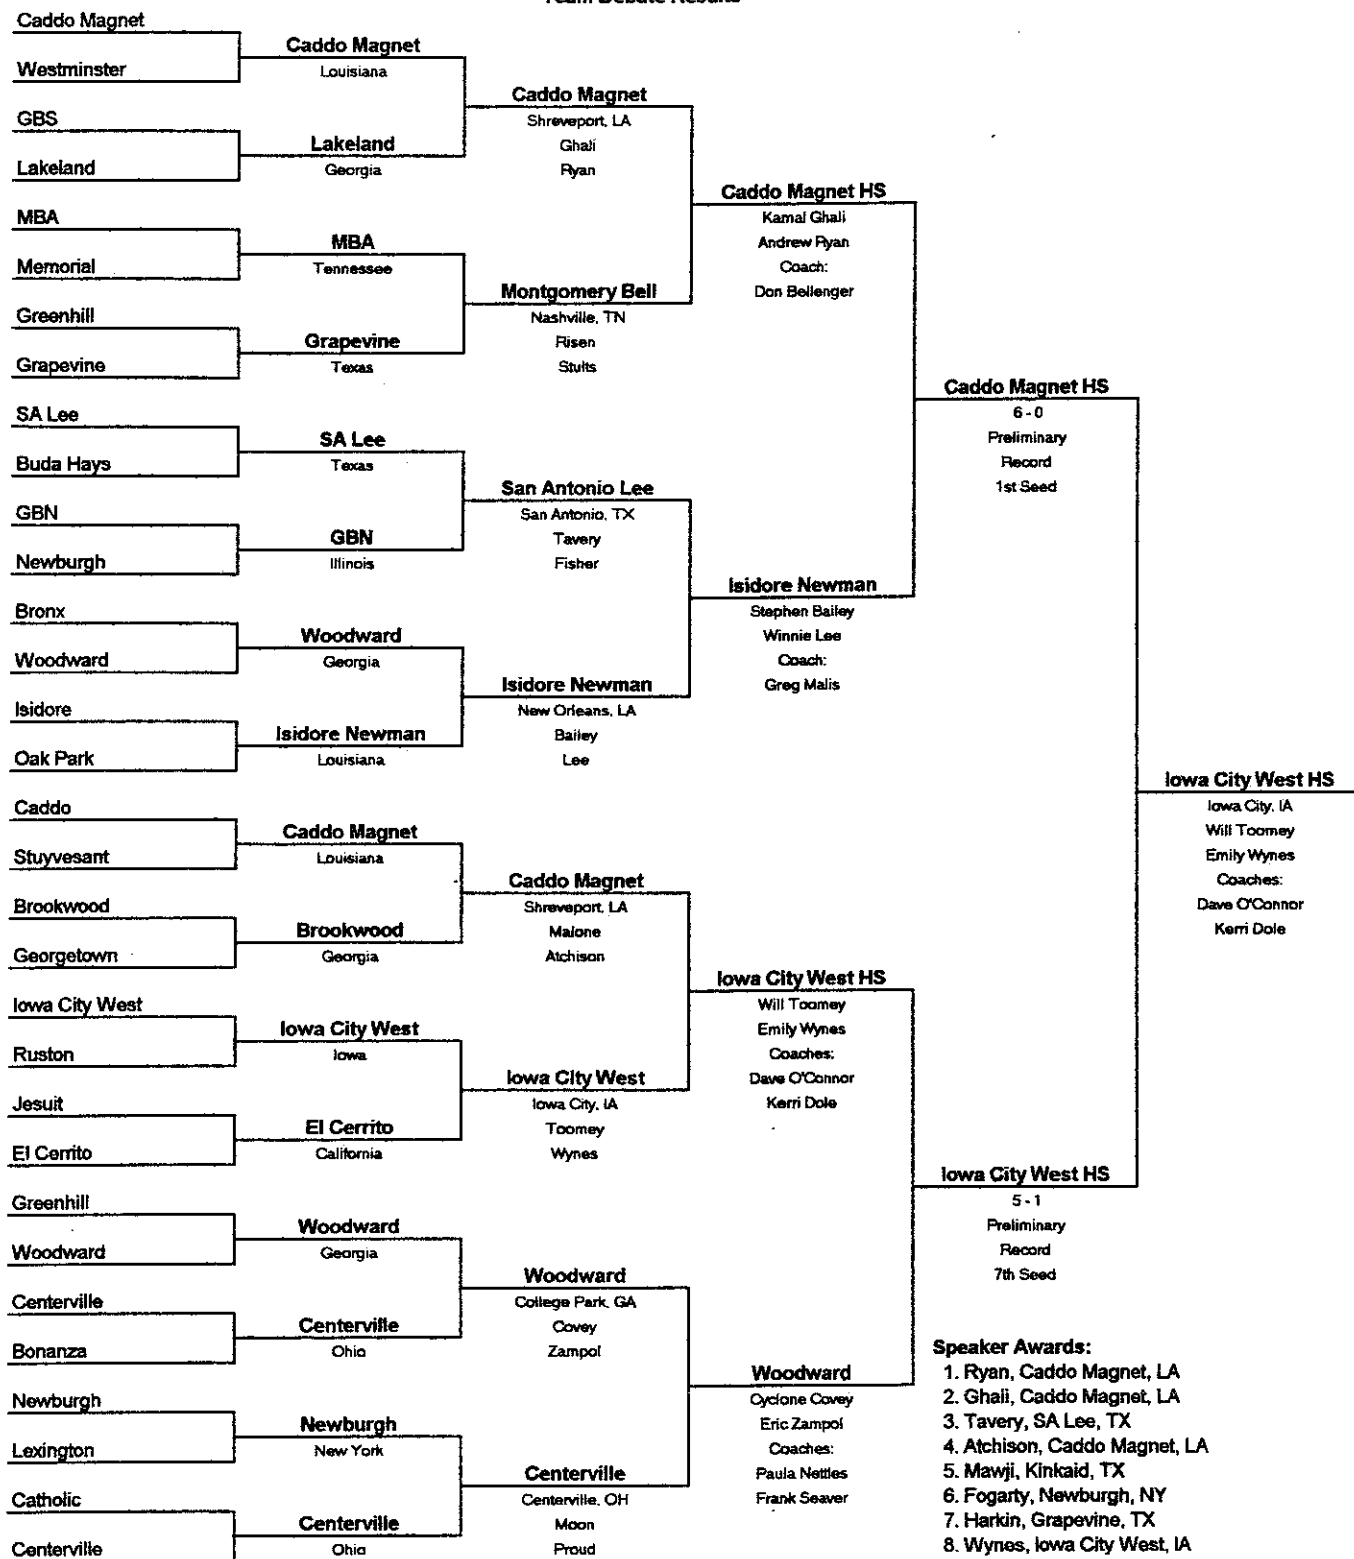 Team Debate Results
Caddo Magnet
Westminster
GBS
Lakeland
MBA
Memorial
Greenhill
Grapevine
SA Lee
Buda Hays
GBN
Newburgh
Bronx
Woodward
Isidore
Oak Park
Caddo
Stuyvesant
Brookwood
Georgetown
Iowa City West
Ruston
Jesuit
El Cerrito
Greenhill
Woodward
Centerville
Bonanza
Newburgh
Lexington
Catholic
Centerville
Caddo Magnet
Louisiana
Lakeland
Georgia
MBA
Tennessee
Grapevine
Texas
SA Lee
Texas
GBN
Illinois
Woodward
Georgia
Isidore Newman
Louisiana
Caddo Magnet
Louisiana
Brookwood
Georgia
Iowa City West
Iowa
El Cerrito
California
Woodward
Georgia
Centerville
Ohio
Newburgh
New York
Centerville
Ohio
Caddo Magnet
Shreveport, LA
Ghali
Ryan
Montgomery Bell
Nashville, TN
Risen
Stults
San Antonio Lee
San Antonio, TX
Tavery
Fisher
Isidore Newman
New Orleans, LA
Bailey
Lee
Caddo Magnet
Shreveport, LA
Malone
Atchison
Iowa City West
Iowa City, IA
Toomey
Wynes
Woodward
College Park, GA
Covey
Zampol
Centerville
Centerville, OH
Moon
Proud
Caddo Magnet HS
Kamal Ghali
Andrew Ryan
Coach:
Don Bellenger
Isidore Newman
Stephen Bailey
Winnie Lee
Coach:
Greg Malis
Iowa City West HS
Will Toomey
Emily Wynes
Coaches:
Dave O'Connor
Kerri Dole
Woodward
Cyclone Covey
Eric Zampol
Coaches:
Paula Nettles
Frank Seaver
Caddo Magnet HS
6 - 0
Preliminary
Record
1st Seed
Iowa City West HS
5 - 1
Preliminary
Record
7th Seed
Iowa City West HS
Iowa City, IA
Will Toomey
Emily Wynes
Coaches:
Dave O'Connor
Kerri Dole
Speaker Awards:
1. Ryan, Caddo Magnet, LA
2. Ghali, Caddo Magnet, LA
3. Tavery, SA Lee, TX
4. Atchison, Caddo Magnet, LA
5. Mawji, Kinkaid, TX
6. Fogarty, Newburgh, NY
7. Harkin, Grapevine, TX
8. Wynes, Iowa City West, IA